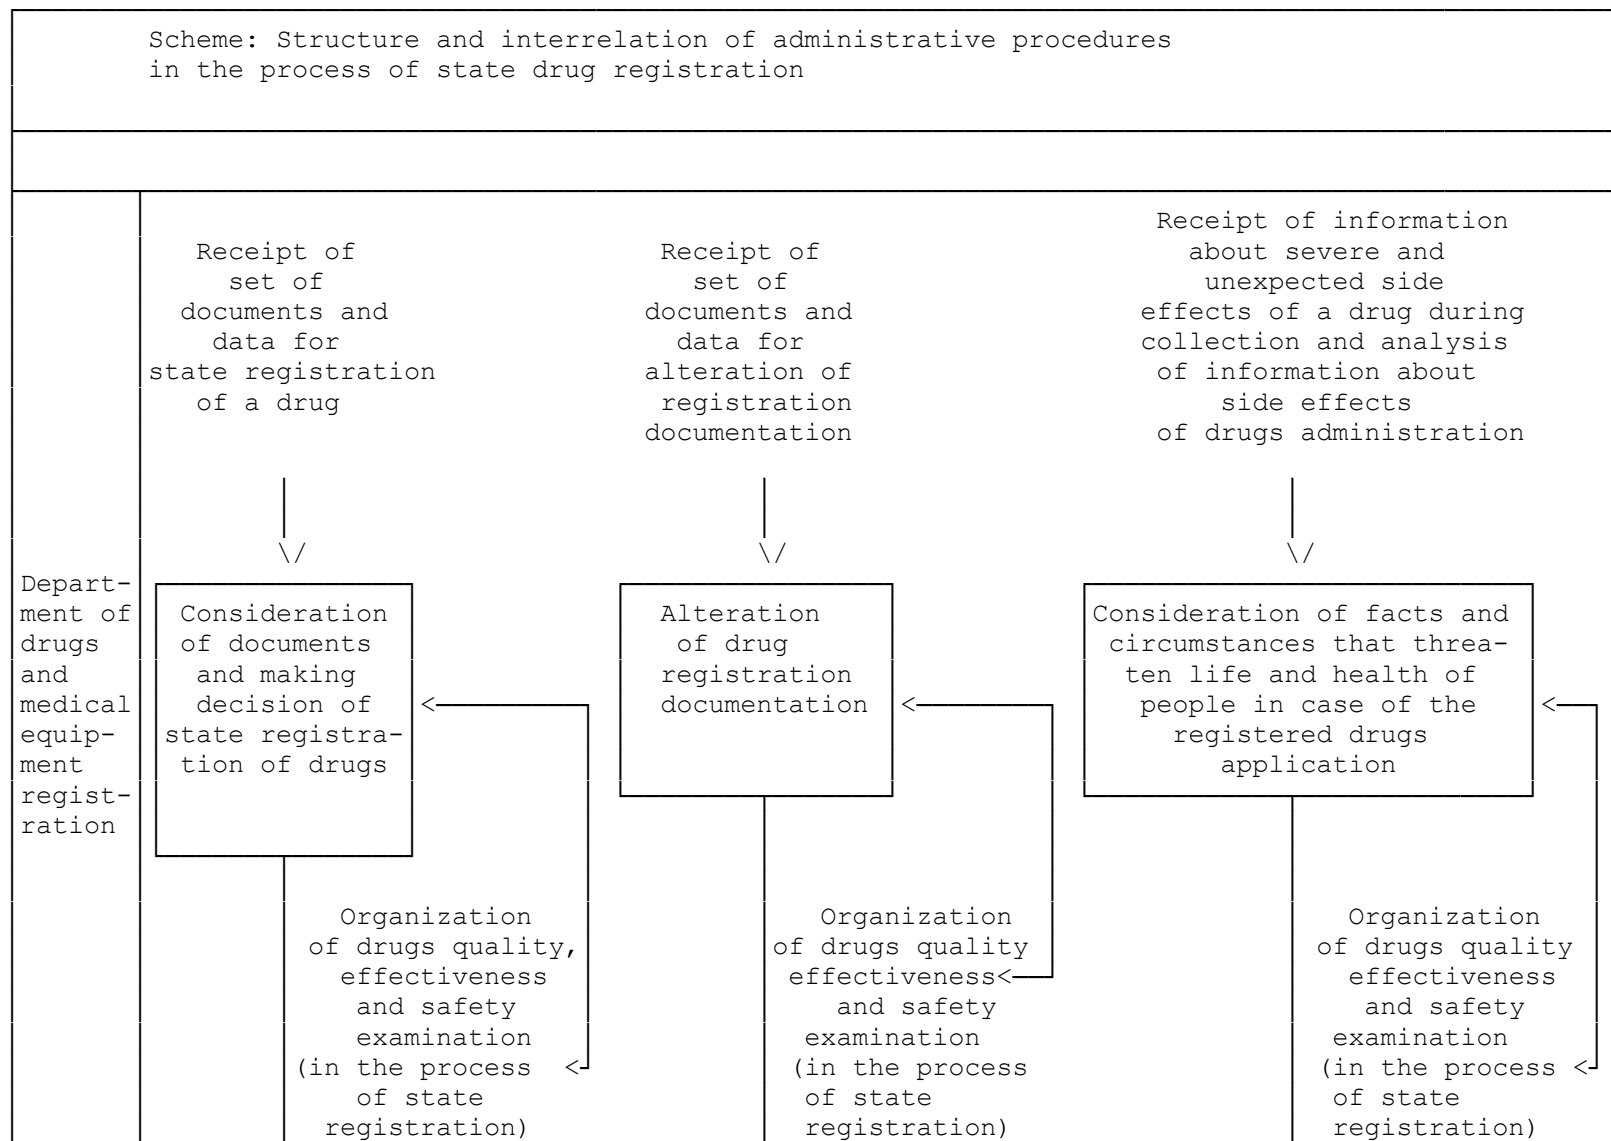 Scheme: Structure and interrelation of administrative procedures
in the process of state drug registration
Receipt of
set of
documents and
data for
state registration
of a drug
Receipt of
set of
documents and
data for
alteration of
registration
documentation
Receipt of information
about severe and
unexpected side
effects of a drug during
collection and analysis
of information about
side effects
of drugs administration
Depart-
ment of
drugs
and
medical
equip-
ment
regist-
ration
Consideration
of documents
and making
decision of
state registra-
tion of drugs
Alteration
of drug
registration
documentation
Consideration of facts and
circumstances that threa-
ten life and health of
people in case of the
registered drugs
application
Organization
of drugs quality,
effectiveness
and safety
examination
(in the process
of state
registration)
Organization
of drugs quality
effectiveness
and safety
examination
(in the process
of state
registration)
Organization
of drugs quality
effectiveness
and safety
examination
(in the process
of state
registration)